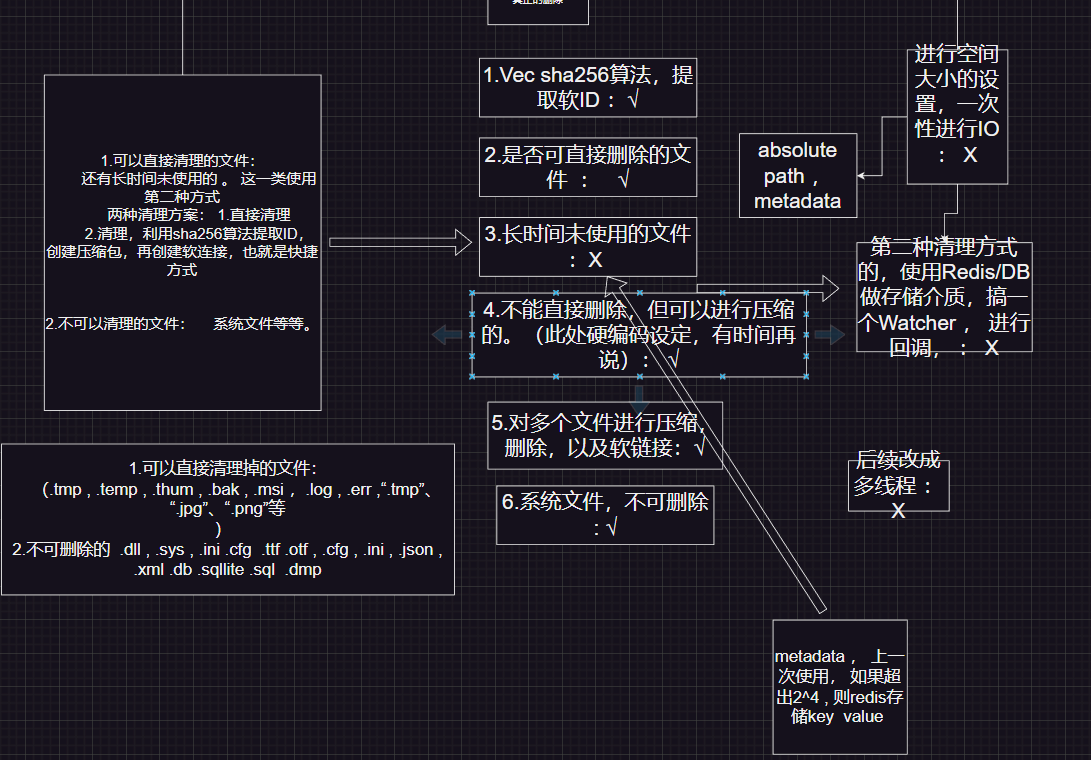 真正的删除
1.Vec sha256算法，提
取软ID ：√
2.是否可直接删除的文
件 ： √
3.长时间未使用的文件
：X
4.不能直接删除，但可以进行压缩
的。（此处硬编码设定，有时间再
说）： √
5.对多个文件进行压缩，
删除，以及软链接：√
6.系统文件，不可删除
:√
1.可以直接清理的文件：
还有长时间未使用的 。 这一类使用
第二种方式
两种清理方案： 1.直接清理
2.清理，利用sha256算法提取ID,
创建压缩包，再创建软连接，也就是快捷
方式
2.不可以清理的文件： 系统文件等等。
1.可以直接清理掉的文件：
（.tmp , .temp , .thum , .bak , .msi ， .log , .err ,“.tmp”、
“.jpg”、“.png”等
）
2.不可删除的 .dll , .sys , .ini .cfg .ttf .otf , .cfg , .ini , .json ,
.xml .db .sqllite .sql .dmp
进行空间
大小的设
置，一次
性进行IO
： X
absolute
path ,
metadata
第二种清理方式
的，使用Redis/DB
做存储介质，搞一
个Watcher ， 进行
回调， ： X
后续改成
多线程：
X
metadata ， 上一
次使用， 如果超
出2^4 , 则redis存
储key value